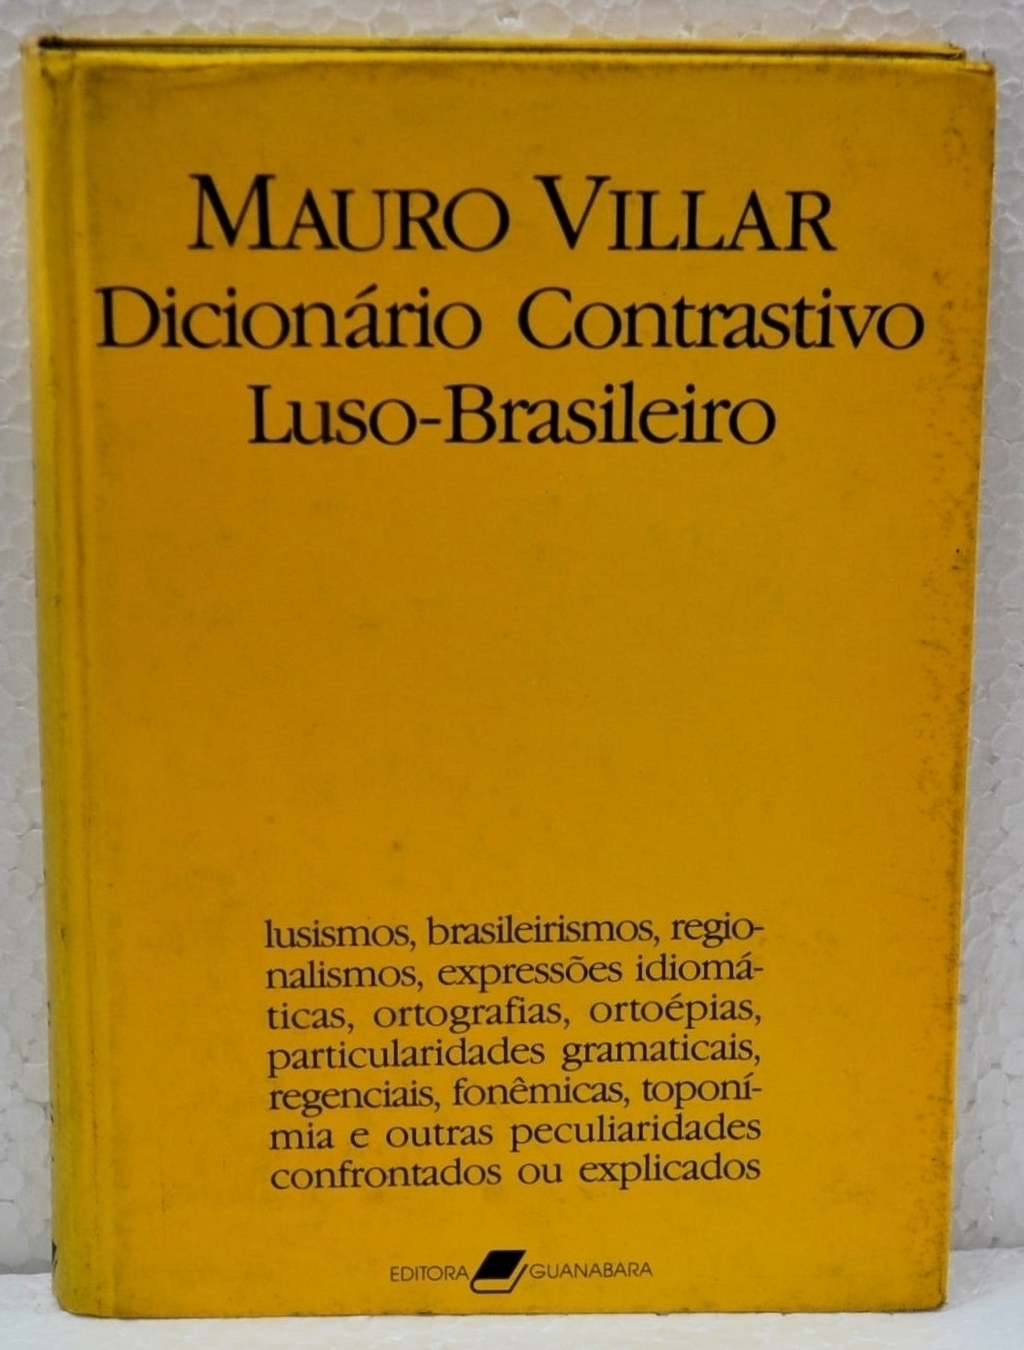 MAURO VILLAR
Dicionário Contrastivo
Luso-Brasileiro
lusismos, brasileirismos, regio-
nalismos, expressões idiomá-
ticas, ortografias, ortoépias,
particularidades gramaticais,
regenciais, fonêmicas, toponí-
mia e outras peculiaridades
confrontados ou explicados
EDITORA GUANABARA